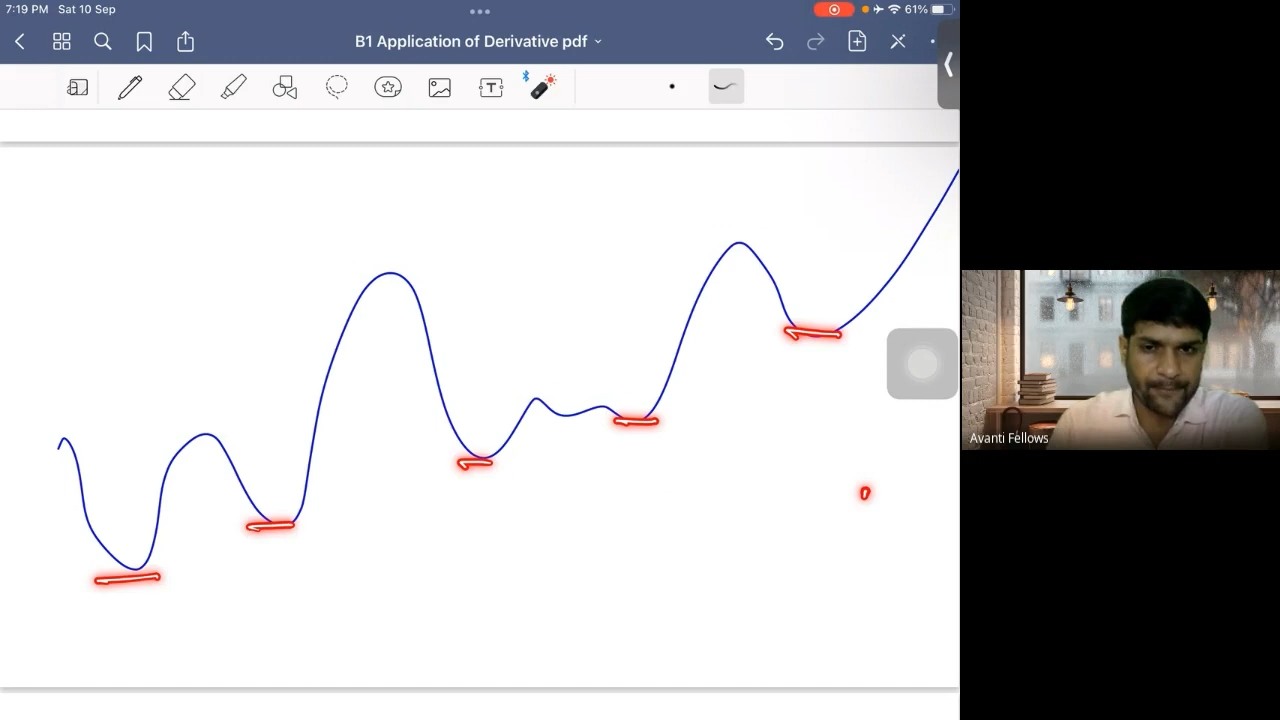 7:19 PM Sat 10 Sep
61%
B1 Application of Derivative pdf
T
Avanti Fellows